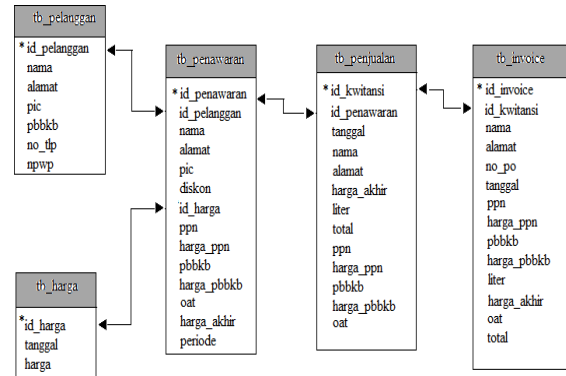 tb_pelanggan
* id_pelanggan
nama
alamat
pic
pbbkb
no_tlp
npwp
tb_penawaran
* id_penawaran
id_pelanggan
nama
alamat
pic
diskon
id_harga
ppn
harga_ppn
pbbkb
harga_pbbkb
oat
harga_akhir
periode
tb_penjualan
* id_kwitansi
id_penawaran
tanggal
nama
alamat
harga_akhir
liter
total
ppn
harga_ppn
pbbkb
harga_pbbkb
oat
tb_invoice
* id_invoice
id_kwitansi
nama
alamat
no_po
tanggal
ppn
harga_ppn
pbbkb
harga_pbbkb
liter
harga_akhir
oat
total
tb_harga
*id_harga
tanggal
harga